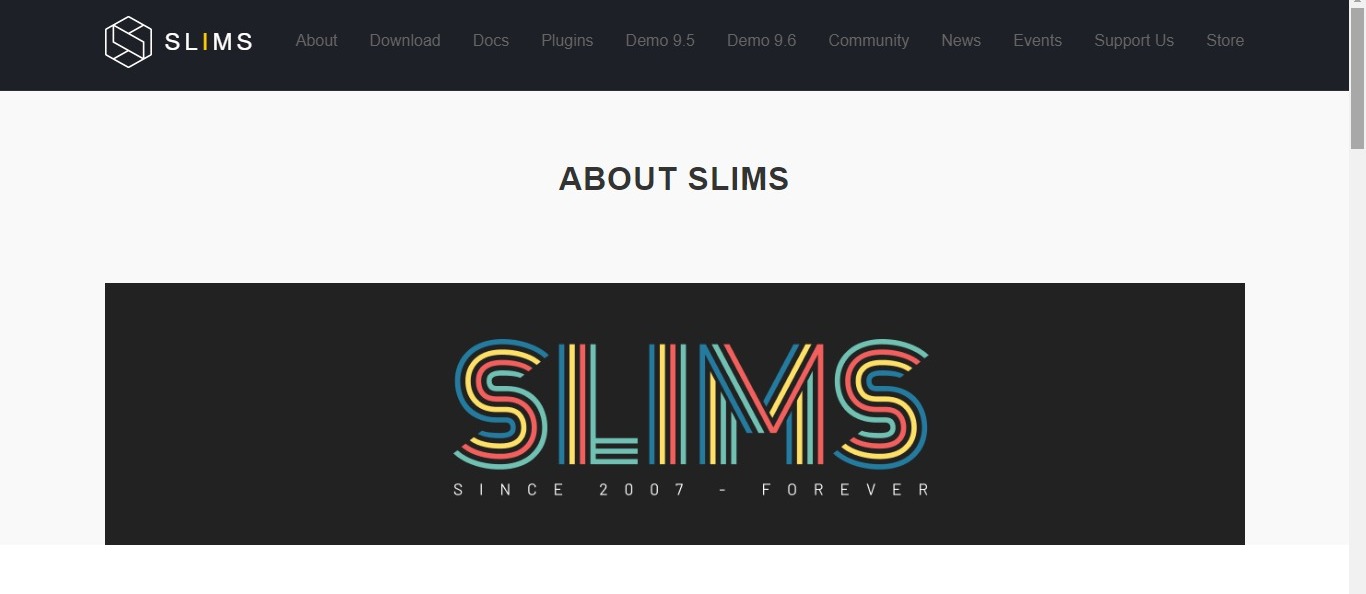 SLIMS About Download Docs Plugins Demo 9.5 Demo 9.6 Community News Events Support Us Store
ABOUT SLIMS
SLIMS
SINCE 2007 - FOREVER